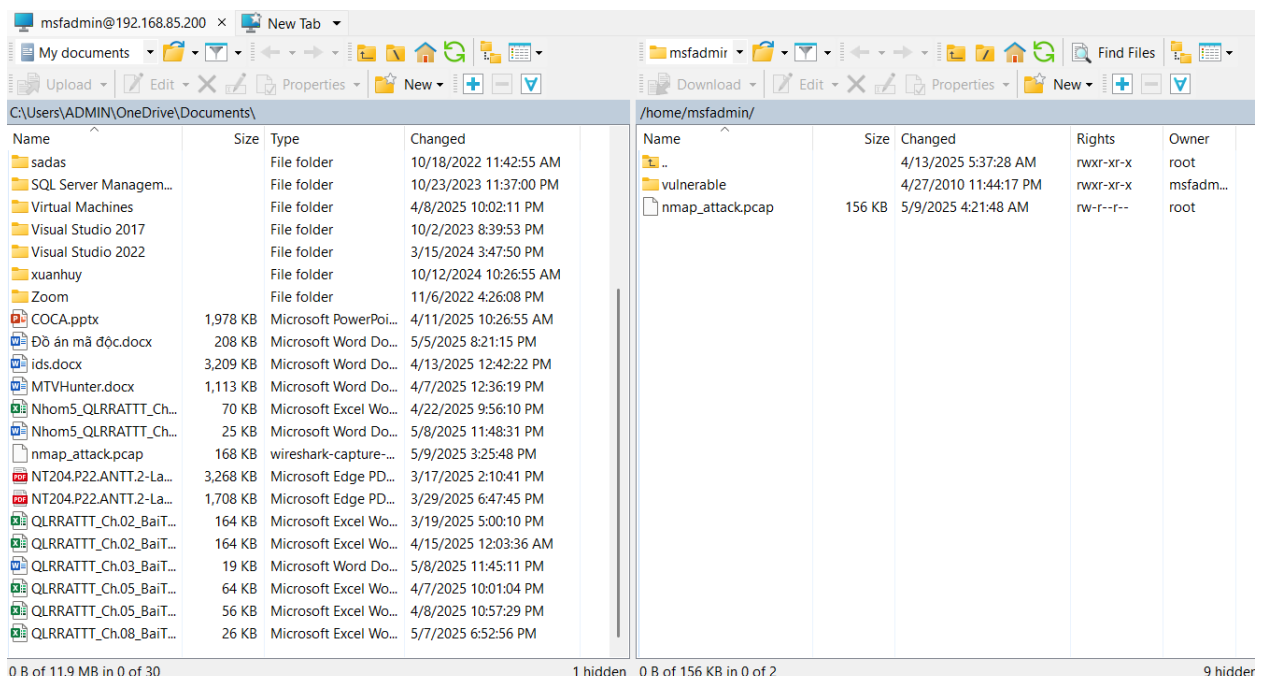 msfadmin@192.168.85.200 × New Tab
My documents
Upload Edit Properties New
C:\Users\ADMIN\OneDrive\Documents\
Name Size Type Changed
sadas File folder 10/18/2022 11:42:55 AM
SQL Server Managem... File folder 10/23/2023 11:37:00 PM
Virtual Machines File folder 4/8/2025 10:02:11 PM
Visual Studio 2017 File folder 10/2/2023 8:39:53 PM
Visual Studio 2022 File folder 3/15/2024 3:47:50 PM
xuanhuy File folder 10/12/2024 10:26:55 AM
Zoom File folder 11/6/2022 4:26:08 PM
COCA.pptx 1,978 KB Microsoft PowerPoi... 4/11/2025 10:26:55 AM
Đồ án mã độc.docx 208 KB Microsoft Word Do... 5/5/2025 8:21:15 PM
ids.docx 3,209 KB Microsoft Word Do... 4/13/2025 12:42:22 PM
MTVHunter.docx 1,113 KB Microsoft Word Do... 4/7/2025 12:36:19 PM
Nhom5_QLRRATTT_Ch... 70 KB Microsoft Excel Wo... 4/22/2025 9:56:10 PM
Nhom5_QLRRATTT_Ch... 25 KB Microsoft Word Do... 5/8/2025 11:48:31 PM
nmap_attack.pcap 168 KB wireshark-capture-... 5/9/2025 3:25:48 PM
NT204.P22.ANTT.2-La... 3,268 KB Microsoft Edge PD... 3/17/2025 2:10:41 PM
NT204.P22.ANTT.2-La... 1,708 KB Microsoft Edge PD... 3/29/2025 6:47:45 PM
QLRRATTT_Ch.02_BaiT... 164 KB Microsoft Excel Wo... 3/19/2025 5:00:10 PM
QLRRATTT_Ch.02_BaiT... 164 KB Microsoft Excel Wo... 4/15/2025 12:03:36 AM
QLRRATTT_Ch.03_BaiT... 19 KB Microsoft Word Do... 5/8/2025 11:45:11 PM
QLRRATTT_Ch.05_BaiT... 64 KB Microsoft Excel Wo... 4/7/2025 10:01:04 PM
QLRRATTT_Ch.05_BaiT... 56 KB Microsoft Excel Wo... 4/8/2025 10:57:29 PM
QLRRATTT_Ch.08_BaiT... 26 KB Microsoft Excel Wo... 5/7/2025 6:52:56 PM
0 B of 11.9 MB in 0 of 30 1 hidden
msfadmir Find Files
Download Edit Properties New
/home/msfadmin/
Name Size Changed Rights Owner
.. 4/13/2025 5:37:28 AM rwxr-xr-x root
vulnerable 4/27/2010 11:44:17 PM rwxr-xr-x msfadm...
nmap_attack.pcap 156 KB 5/9/2025 4:21:48 AM rw-r--r-- root
0 B of 156 KB in 0 of 2 9 hidden